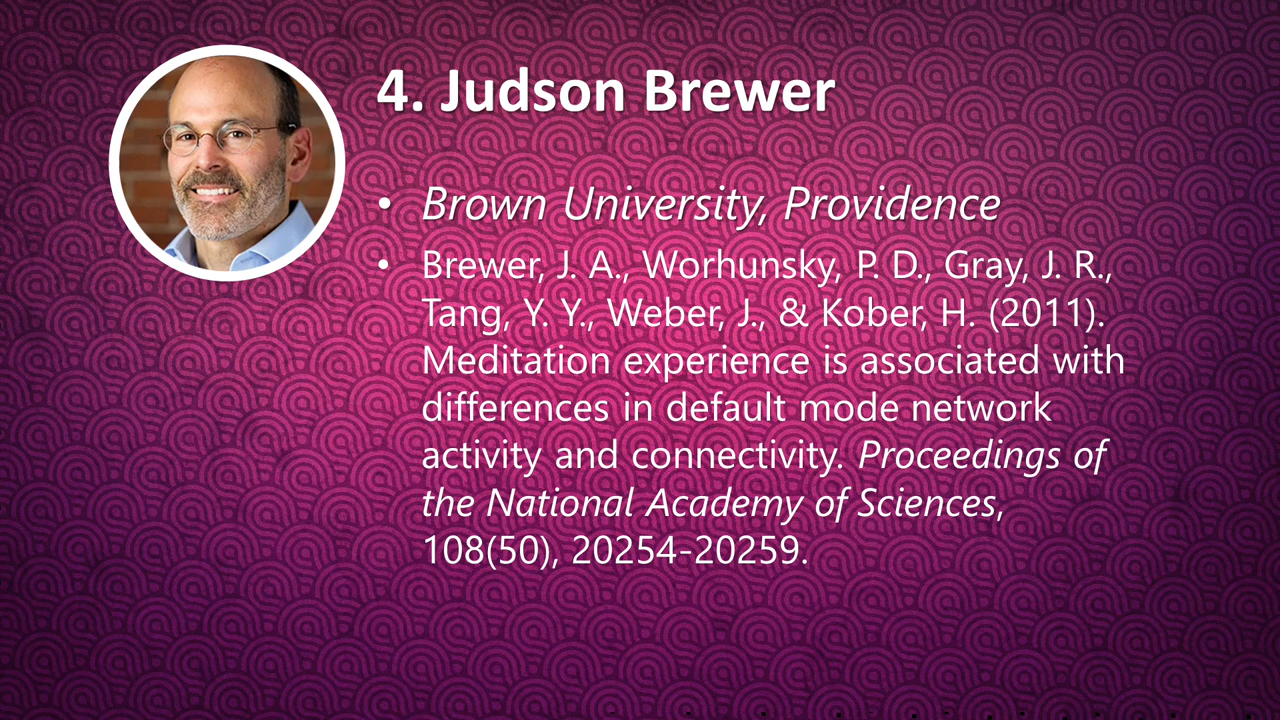 4. Judson Brewer
• Brown University, Providence
• Brewer, J. A., Worhunsky, P. D., Gray, J. R.,
Tang, Y. Y., Weber, J., & Kober, H. (2011).
Meditation experience is associated with
differences in default mode network
activity and connectivity. Proceedings of
the National Academy of Sciences,
108(50), 20254-20259.